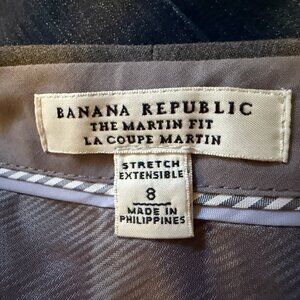 BANANA REPUBLIC
THE MARTIN FIT
LA COUPE MARTIN
STRETCH
EXTENSIBLE
8
MADE IN
PHILIPPINES